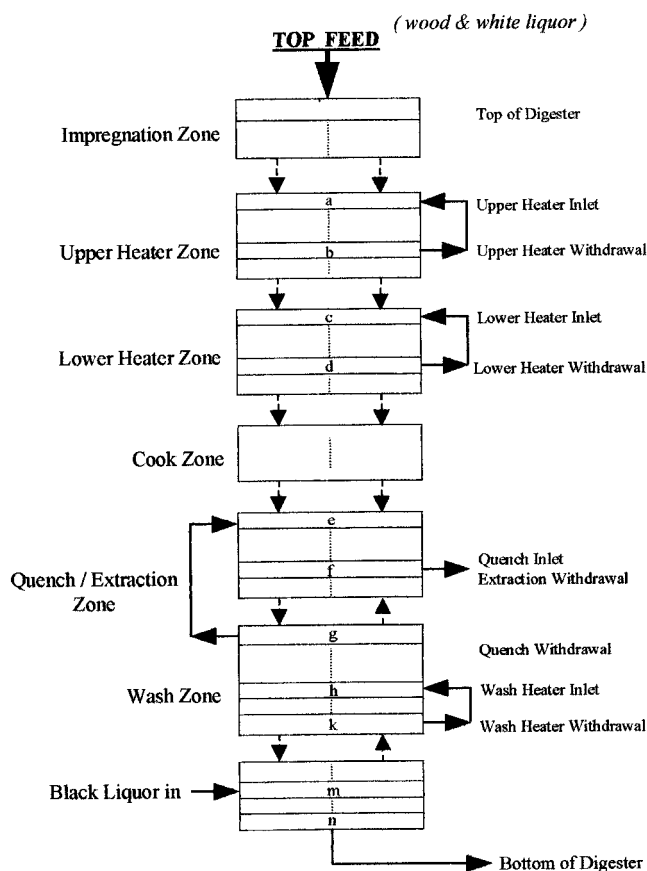 ( wood & white liquor )
TOP FEED
Top of Digester
Impregnation Zone
a
Upper Heater Inlet
Upper Heater Zone
b
Upper Heater Withdrawal
c
Lower Heater Inlet
Lower Heater Zone
d
Lower Heater Withdrawal
Cook Zone
e
Quench / Extraction
Zone
f
Quench Inlet
Extraction Withdrawal
g
Quench Withdrawal
Wash Zone
h
Wash Heater Inlet
k
Wash Heater Withdrawal
Black Liquor in
m
n
Bottom of Digester